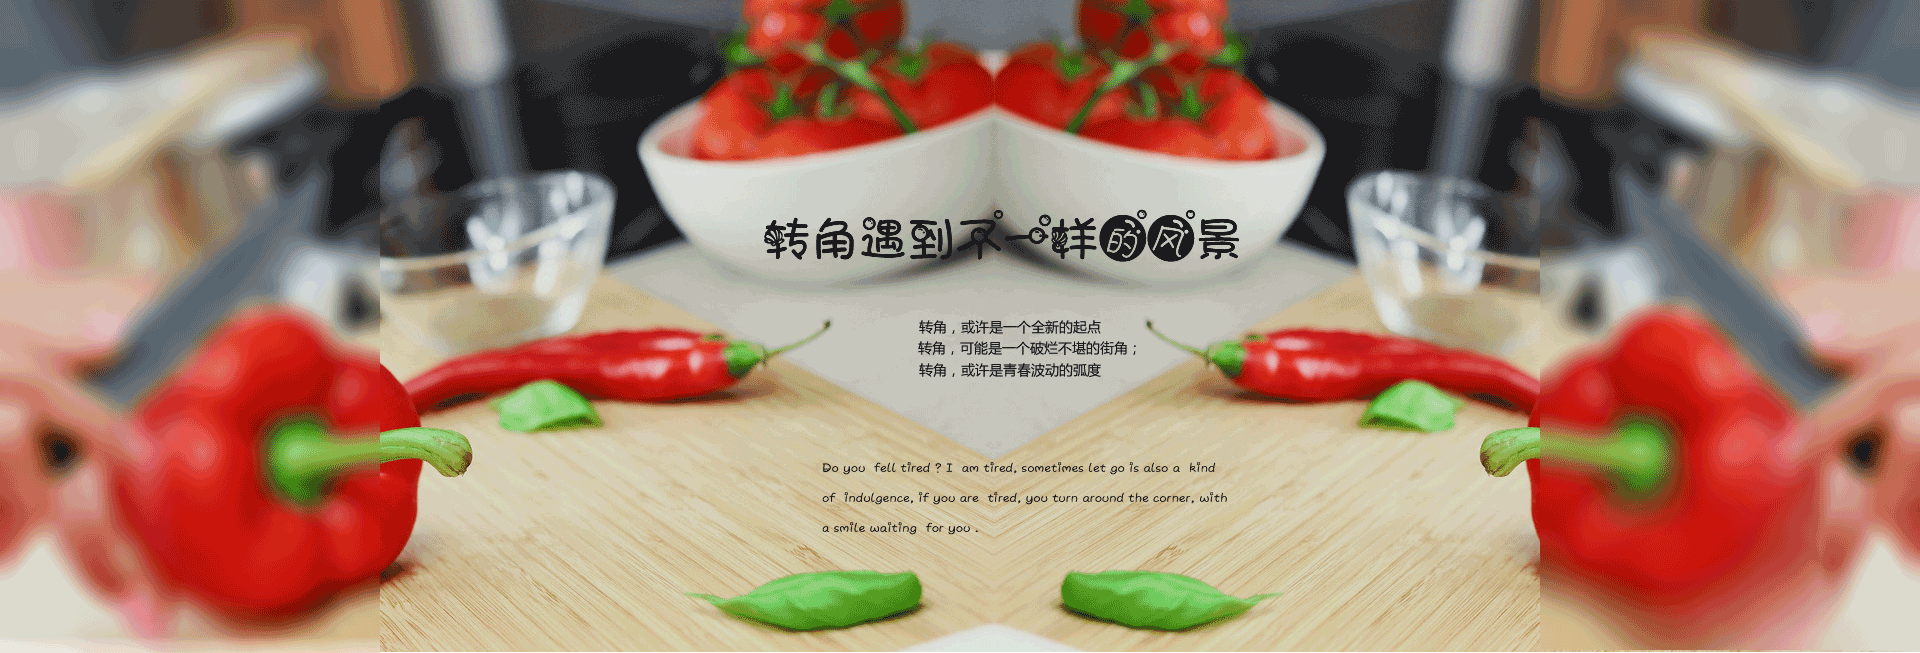 转角遇到不一样的风景
转角，或许是一个全新的起点
转角，可能是一个破烂不堪的街角；
转角，或许是青春波动的弧度
Do you fell tired ? I am tired, sometimes let go is also a kind
of indulgence, if you are tired, you turn around the corner, with
a smile waiting for you .